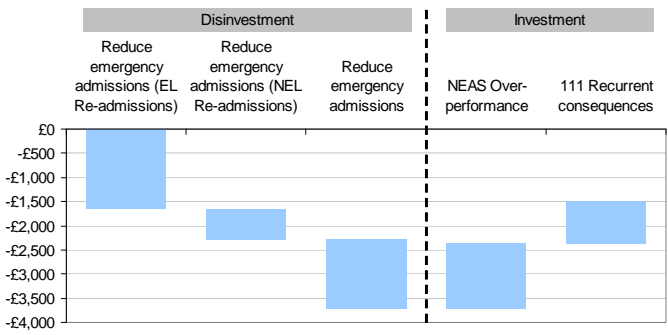 Disinvestment
Investment
Reduce
emergency
admissions (EL
Re-admissions)
Reduce
emergency
admissions (NEL
Re-admissions)
Reduce
emergency
admissions
NEAS Over-
performance
111 Recurrent
consequences
£0
-£500
-£1,000
-£1,500
-£2,000
-£2,500
-£3,000
-£3,500
-£4,000